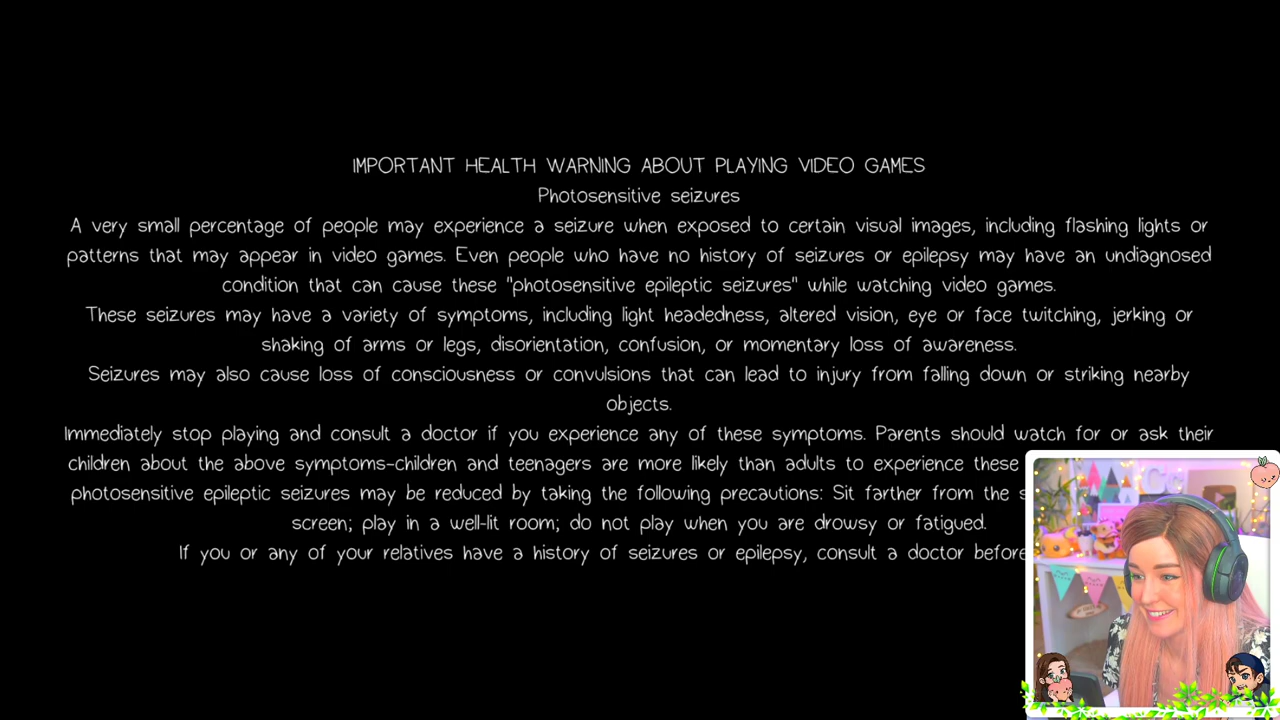 IMPORTANT HEALTH WARNING ABOUT PLAYING VIDEO GAMES
Photosensitive seizures
A very small percentage of people may experience a seizure when exposed to certain visual images, including flashing lights or
patterns that may appear in video games. Even people who have no history of seizures or epilepsy may have an undiagnosed
condition that can cause these "photosensitive epileptic seizures" while watching video games.
These seizures may have a variety of symptoms, including light headedness, altered vision, eye or face twitching, jerking or
shaking of arms or legs, disorientation, confusion, or momentary loss of awareness.
Seizures may also cause loss of consciousness or convulsions that can lead to injury from falling down or striking nearby
objects.
Immediately stop playing and consult a doctor if you experience any of these symptoms. Parents should watch for or ask their
children about the above symptoms-children and teenagers are more likely than adults to experience these
photosensitive epileptic seizures may be reduced by taking the following precautions: Sit farther from the
screen; play in a well-lit room; do not play when you are drowsy or fatigued.
If you or any of your relatives have a history of seizures or epilepsy, consult a doctor before